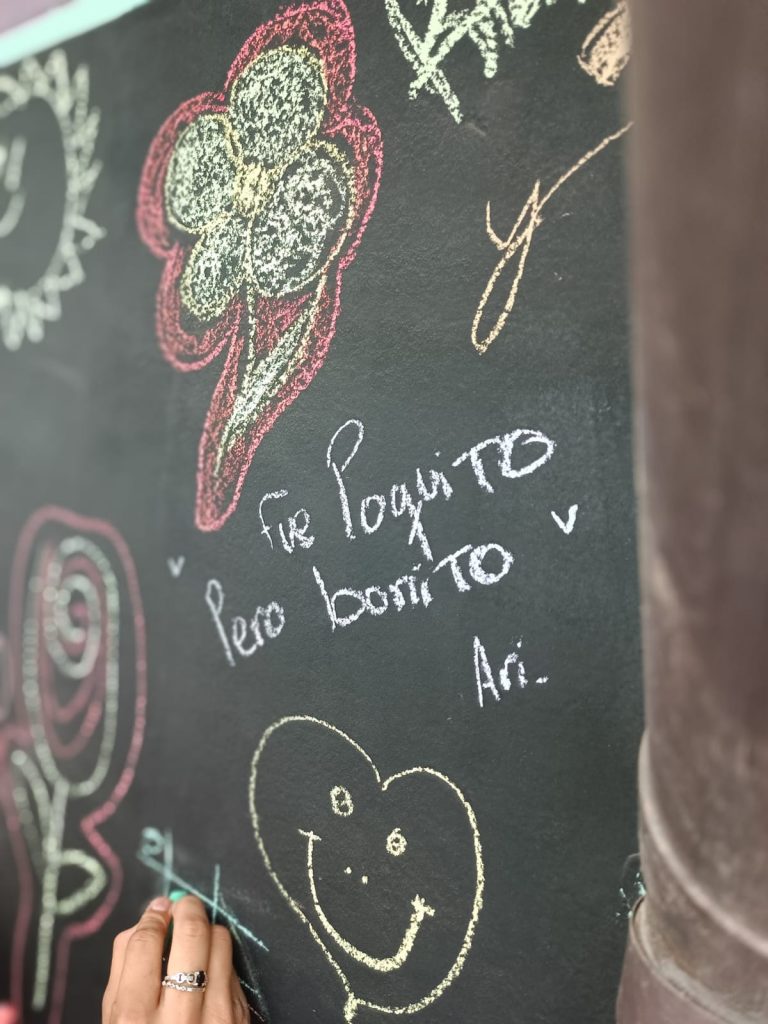 y
Fue PoquiTO
Pero boniTO
Ari.